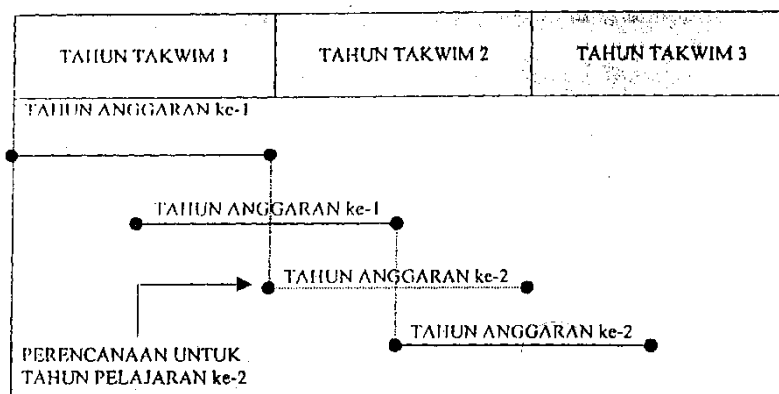 TAHUN TAKWIM 1
TAHUN TAKWIM 2
TAHUN TAKWIM 3
TAHUN ANGGARAN ke-1
TAHUN ANGGARAN ke-1
TAHUN ANGGARAN ke-2
TAHUN ANGGARAN ke-2
PERENCANAAN UNTUK
TAHUN PELAJARAN ke-2